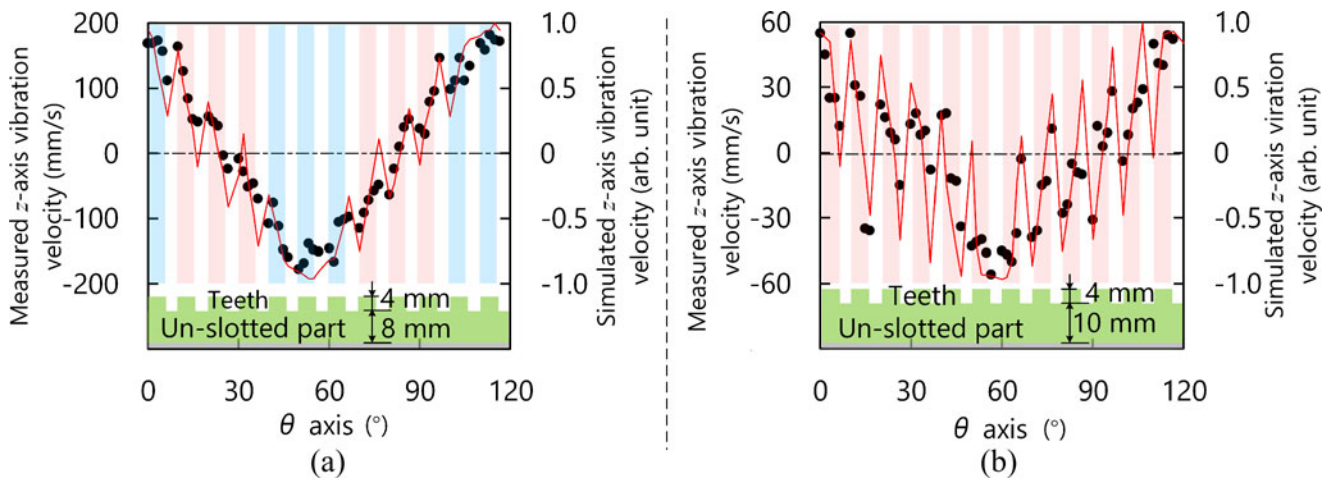 Measured z-axis vibration
velocity (mm/s)
200
100
0
-100
-200
1.0
0.5
0
-0.5
-1.0
Simulated z-axis vibration
velocity (arb. unit)
Teeth
4 mm
Un-slotted part
8 mm
0
30
60
90
120
θ axis (°)
(a)
Measured z-axis vibration
velocity (mm/s)
60
30
0
-30
-60
1.0
0.5
0
-0.5
-1.0
Simulated z-axis viration
velocity (arb. unit)
Teeth
4 mm
Un-slotted part
10 mm
0
30
60
90
120
θ axis (°)
(b)